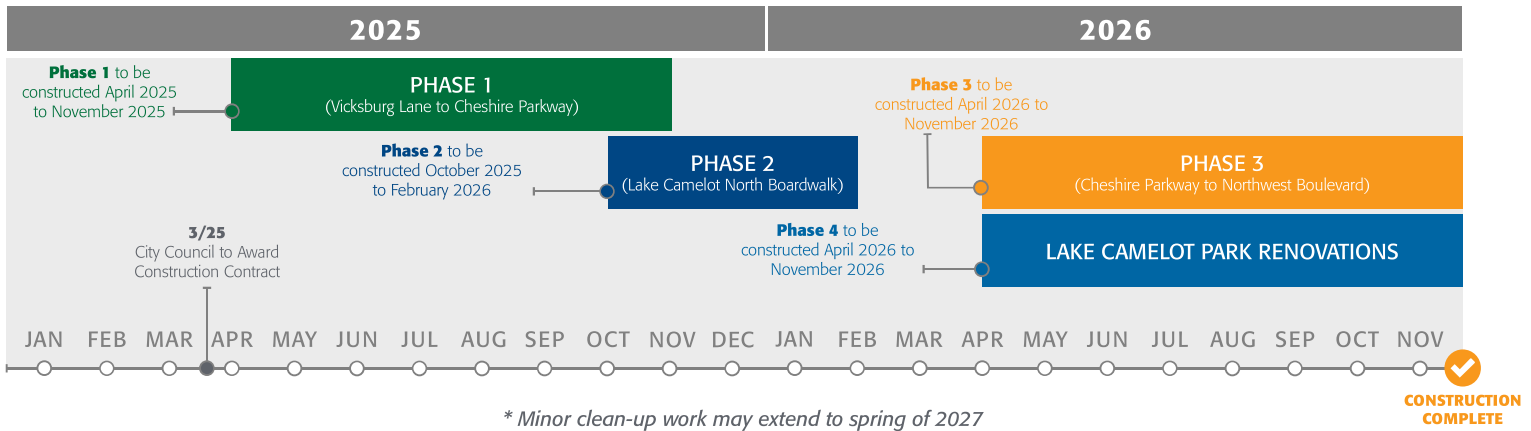 2025
2026
Phase 1 to be
constructed April 2025
to November 2025
PHASE 1
(Vicksburg Lane to Cheshire Parkway)
Phase 3 to be
constructed April 2026 to
November 2026
Phase 2 to be
constructed October 2025
to February 2026
PHASE 2
(Lake Camelot North Boardwalk)
PHASE 3
(Cheshire Parkway to Northwest Boulevard)
3/25
City Council to Award
Construction Contract
Phase 4 to be
constructed April 2026 to
November 2026
LAKE CAMELOT PARK RENOVATIONS
JAN FEB MAR APR MAY JUN JUL AUG SEP OCT NOV DEC JAN FEB MAR APR MAY JUN JUL AUG SEP OCT NOV
CONSTRUCTION
COMPLETE
* Minor clean-up work may extend to spring of 2027